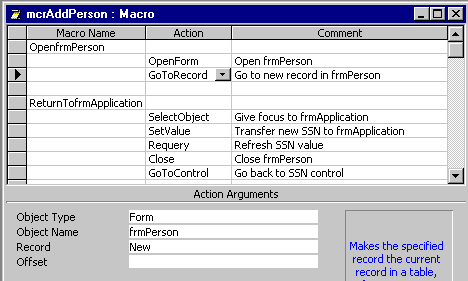 mcrAddPerson : Macro
Macro Name Action Comment
OpenfrmPerson
OpenForm Open frmPerson
GoToRecord Go to new record in frmPerson
ReturnTofrmApplication
SelectObject Give focus to frmApplication
SetValue Transfer new SSN to frmApplication
Requery Refresh SSN value
Close Close frmPerson
GoToControl Go back to SSN control
Action Arguments
Object Type Form
Object Name frmPerson
Record New
Offset
Makes the specified
record the current
record in a table,